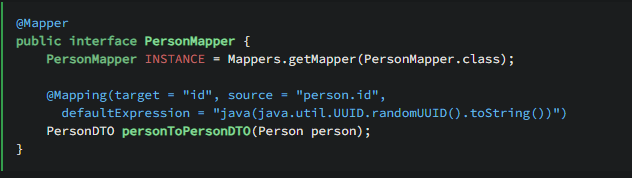 @Mapper
public interface PersonMapper {
    PersonMapper INSTANCE = Mappers.getMapper(PersonMapper.class);
    @Mapping(target = "id", source = "person.id",
      defaultExpression = "java(java.util.UUID.randomUUID().toString())")
    PersonDTO personToPersonDTO(Person person);
}